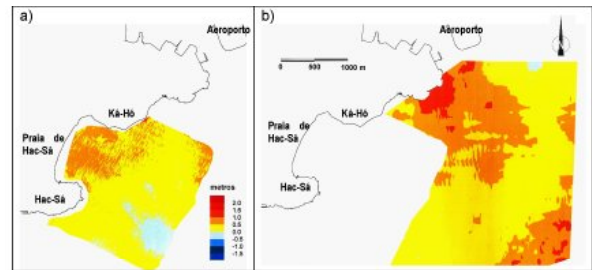 a)
Aeroporto
Ká-Hó
Praia de
Hac-Sá
Hac-Sá
metros
2.0
1.5
1.0
0.5
0.0
-0.5
-1.0
-1.5
b)
Aeroporto
0 500 1000 m
Ká-Hó
Praia de
Hac-Sá
Hac-Sá